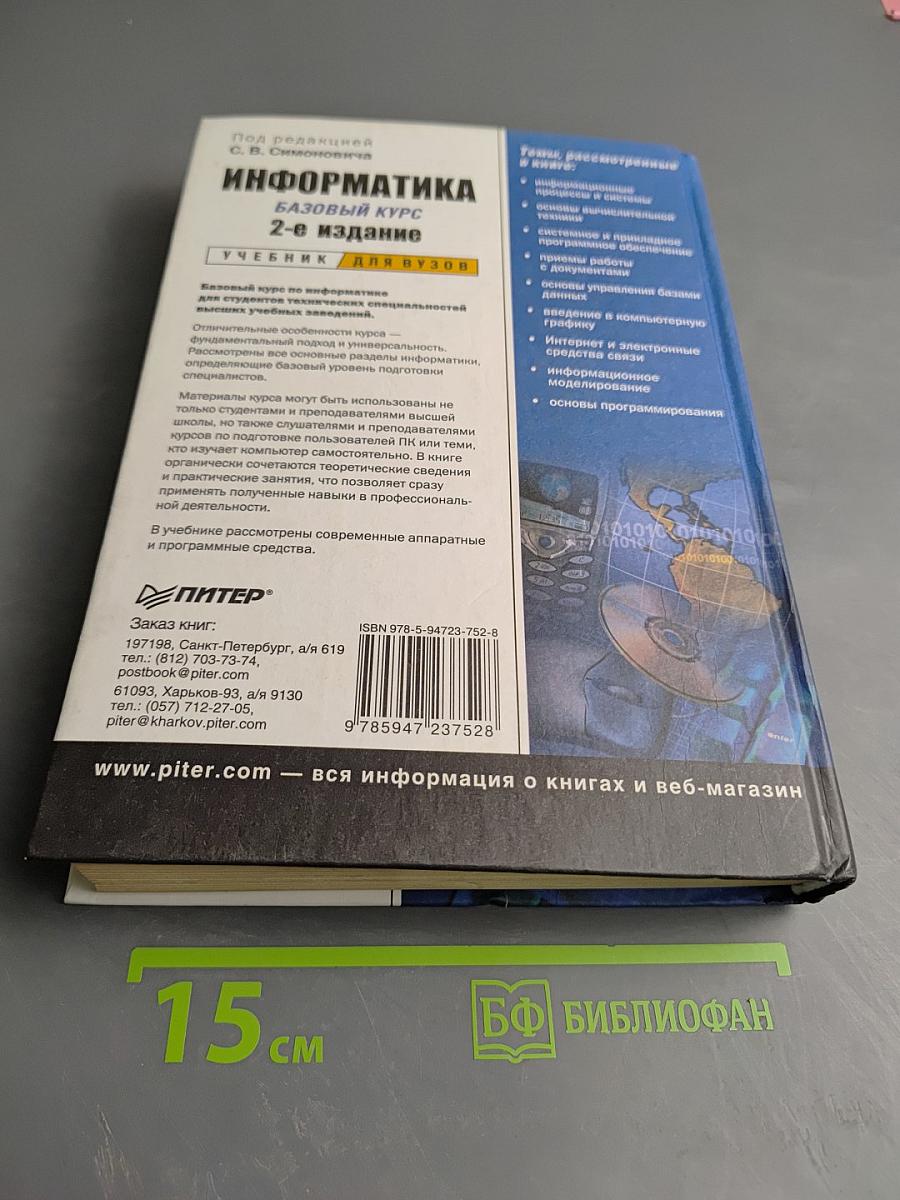 Под редакцией
С. В. Симоновича
ИНФОРМАТИКА
БАЗОВЫЙ КУРС
2-е издание
УЧЕБНИК ДЛЯ ВУЗОВ
Базовый курс по информатике
для студентов технических специальностей
высших учебных заведений.
Отличительные особенности курса —
фундаментальный подход и универсальность.
Рассмотрены все основные разделы информатики,
определяющие базовый уровень подготовки
специалистов.
Материалы курса могут быть использованы не
только студентами и преподавателями высшей
школы, но также слушателями и преподавателями
курсов по подготовке пользователей ПК или теми,
кто изучает компьютер самостоятельно. В книге
органически сочетаются теоретические сведения
и практические занятия, что позволяет сразу
применять полученные навыки в профессиональ-
ной деятельности.
В учебнике рассмотрены современные аппаратные
и программные средства.
ПИТЕР®
Заказ книг:
197198, Санкт-Петербург, а/я 619
тел.: (812) 703-73-74,
postbook@piter.com
61093, Харьков-93, а/я 9130
тел.: (057) 712-27-05,
piter@kharkov.piter.com
ISBN 978-5-94723-752-8
9 785947 237528
Темы, рассмотренные
в книге:
• информационные
процессы и системы
• основы вычислительной
техники
• системное и прикладное
программное обеспечение
• приемы работы
с документами
• основы управления базами
данных
• введение в компьютерную
графику
• Интернет и электронные
средства связи
• информационное
моделирование
• основы программирования
www.piter.com — вся информация о книгах и веб-магазин
15 см
БФ БИБЛИОФАН